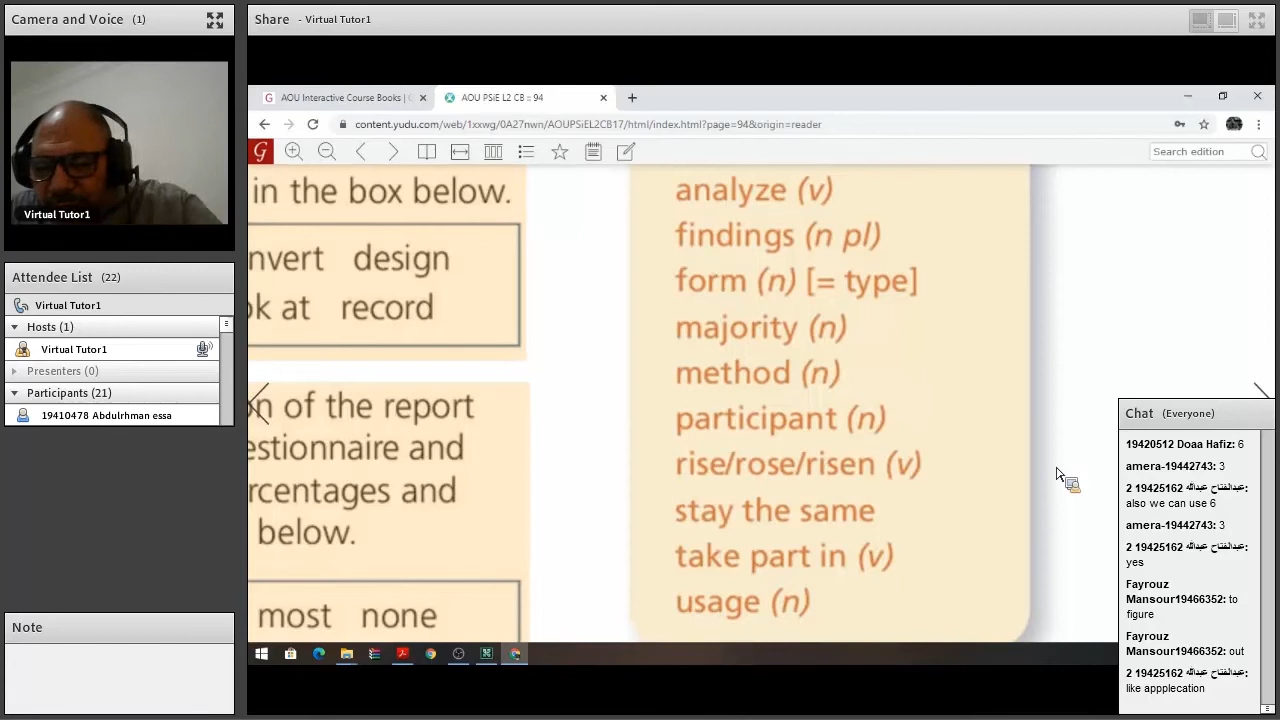 Camera and Voice (1)
Virtual Tutor1
Attendee List (22)
Virtual Tutor1
Hosts (1)
Virtual Tutor1
Presenters (0)
Participants (21)
19410478 Abdulrhman essa
Note
Share - Virtual Tutor1
AOU Interactive Course Books | G
AOU PSiE L2 CB :: 94
content.yudu.com/web/1xxwg/0A27nwn/AOUPSiEL2CB17/html/index.html?page=94&origin=reader
G
Search edition
in the box below.
nvert design
ok at record
n of the report
estionnaire and
rcentages and
below.
most none
analyze (v)
findings (n pl)
form (n) [= type]
majority (n)
method (n)
participant (n)
rise/rose/risen (v)
stay the same
take part in (v)
usage (n)
Chat (Everyone)
19420512 Doaa Hafiz: 6
amera-19442743: 3
2 19425162 عبدالفتاح عبدالله:
also we can use 6
amera-19442743: 3
2 19425162 عبدالفتاح عبدالله:
yes
Fayrouz
Mansour19466352: to
figure
Fayrouz
Mansour19466352: out
2 19425162 عبدالفتاح عبدالله:
like appplecation